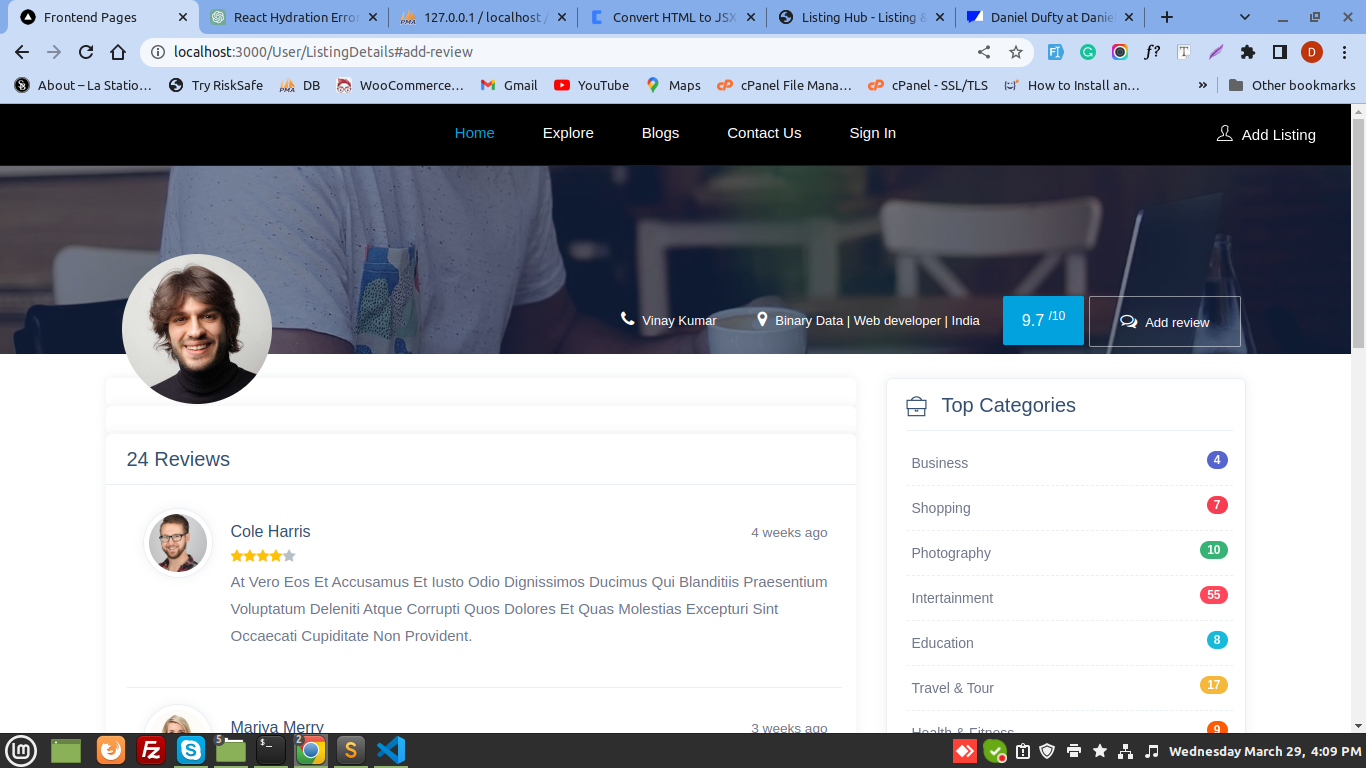 Frontend Pages
React Hydration Erro
127.0.0.1 / localhost /
Convert HTML to JSX
Listing Hub - Listing &
Daniel Dufty at Danie
localhost:3000/User/ListingDetails#add-review
f?
T
D
About – La Statio…
Try RiskSafe
DB
WooCommerce…
Gmail
YouTube
Maps
cPanel File Mana…
cPanel - SSL/TLS
How to Install an…
»
Other bookmarks
Home
Explore
Blogs
Contact Us
Sign In
Add Listing
Vinay Kumar
Binary Data | Web developer | India
9.7 /10
Add review
24 Reviews
Cole Harris
4 weeks ago
At Vero Eos Et Accusamus Et Iusto Odio Dignissimos Ducimus Qui Blanditiis Praesentium
Voluptatum Deleniti Atque Corrupti Quos Dolores Et Quas Molestias Excepturi Sint
Occaecati Cupiditate Non Provident.
Mariya Merry
3 weeks ago
Top Categories
Business 4
Shopping 7
Photography 10
Intertainment 55
Education 8
Travel & Tour 17
Health & Fitness 9
5
2
Wednesday March 29, 4:09 PM